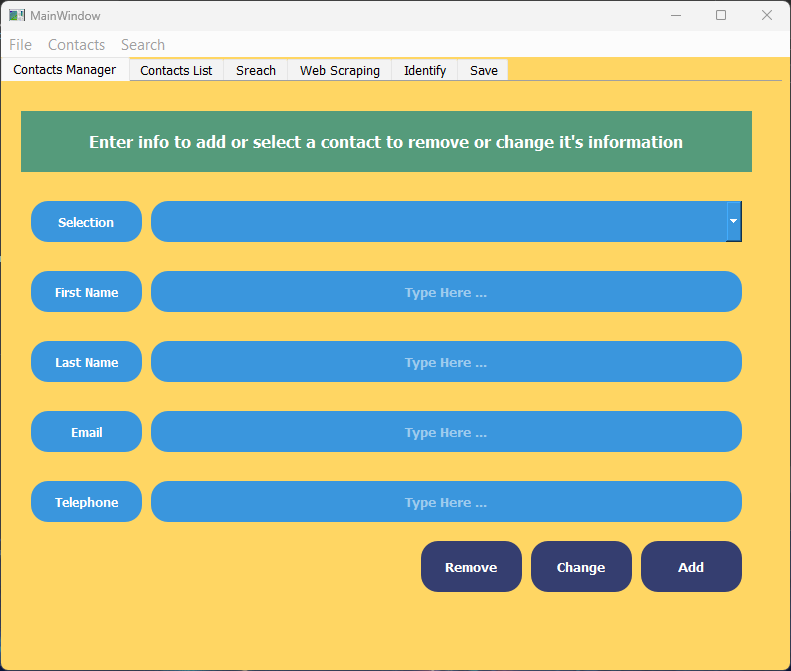 MainWindow
File Contacts Search
Contacts Manager Contacts List Sreach Web Scraping Identify Save
Enter info to add or select a contact to remove or change it's information
Selection
First Name Type Here ...
Last Name Type Here ...
Email Type Here ...
Telephone Type Here ...
Remove Change Add